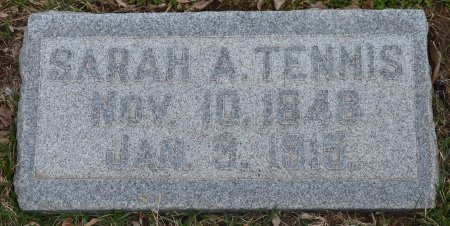 SARAH A. TENNIS
NOV. 10. 1848
JAN. 3. 1915.